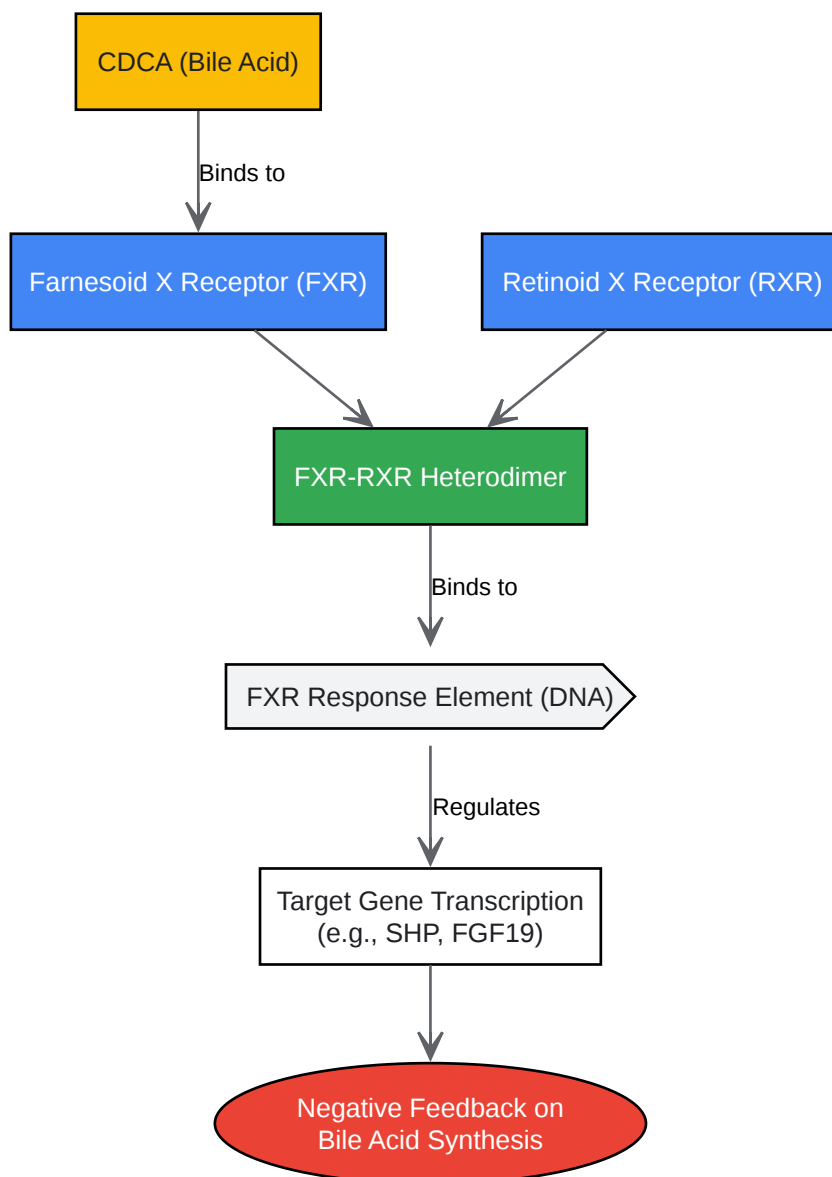 CDCA (Bile Acid)
Binds to
Farnesoid X Receptor (FXR)
Retinoid X Receptor (RXR)
FXR-RXR Heterodimer
Binds to
FXR Response Element (DNA)
Regulates
Target Gene Transcription
(e.g., SHP, FGF19)
Negative Feedback on
Bile Acid Synthesis